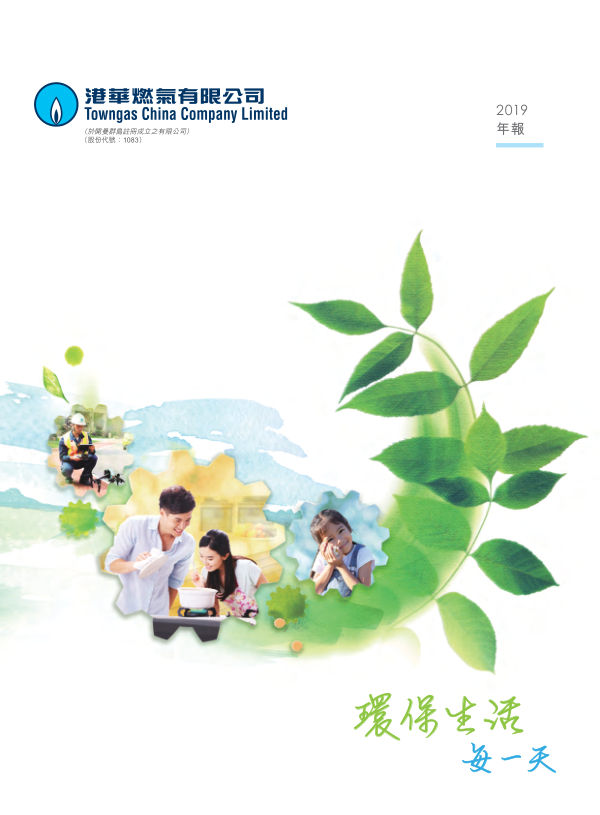 港華燃氣有限公司
Towngas China Company Limited
(於開曼群島註冊成立之有限公司)
(股份代號：1083)
2019
年報
環保生活
每一天